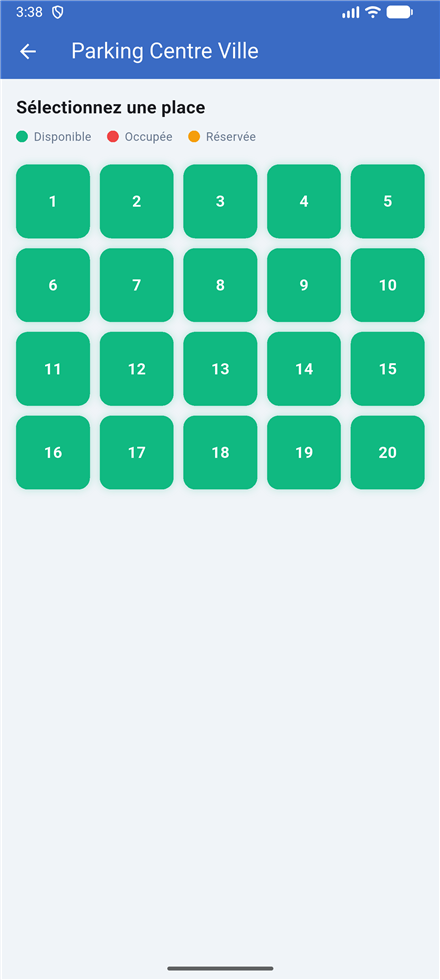 3:38
Parking Centre Ville
Sélectionnez une place
Disponible Occupée Réservée
1 2 3 4 5
6 7 8 9 10
11 12 13 14 15
16 17 18 19 20